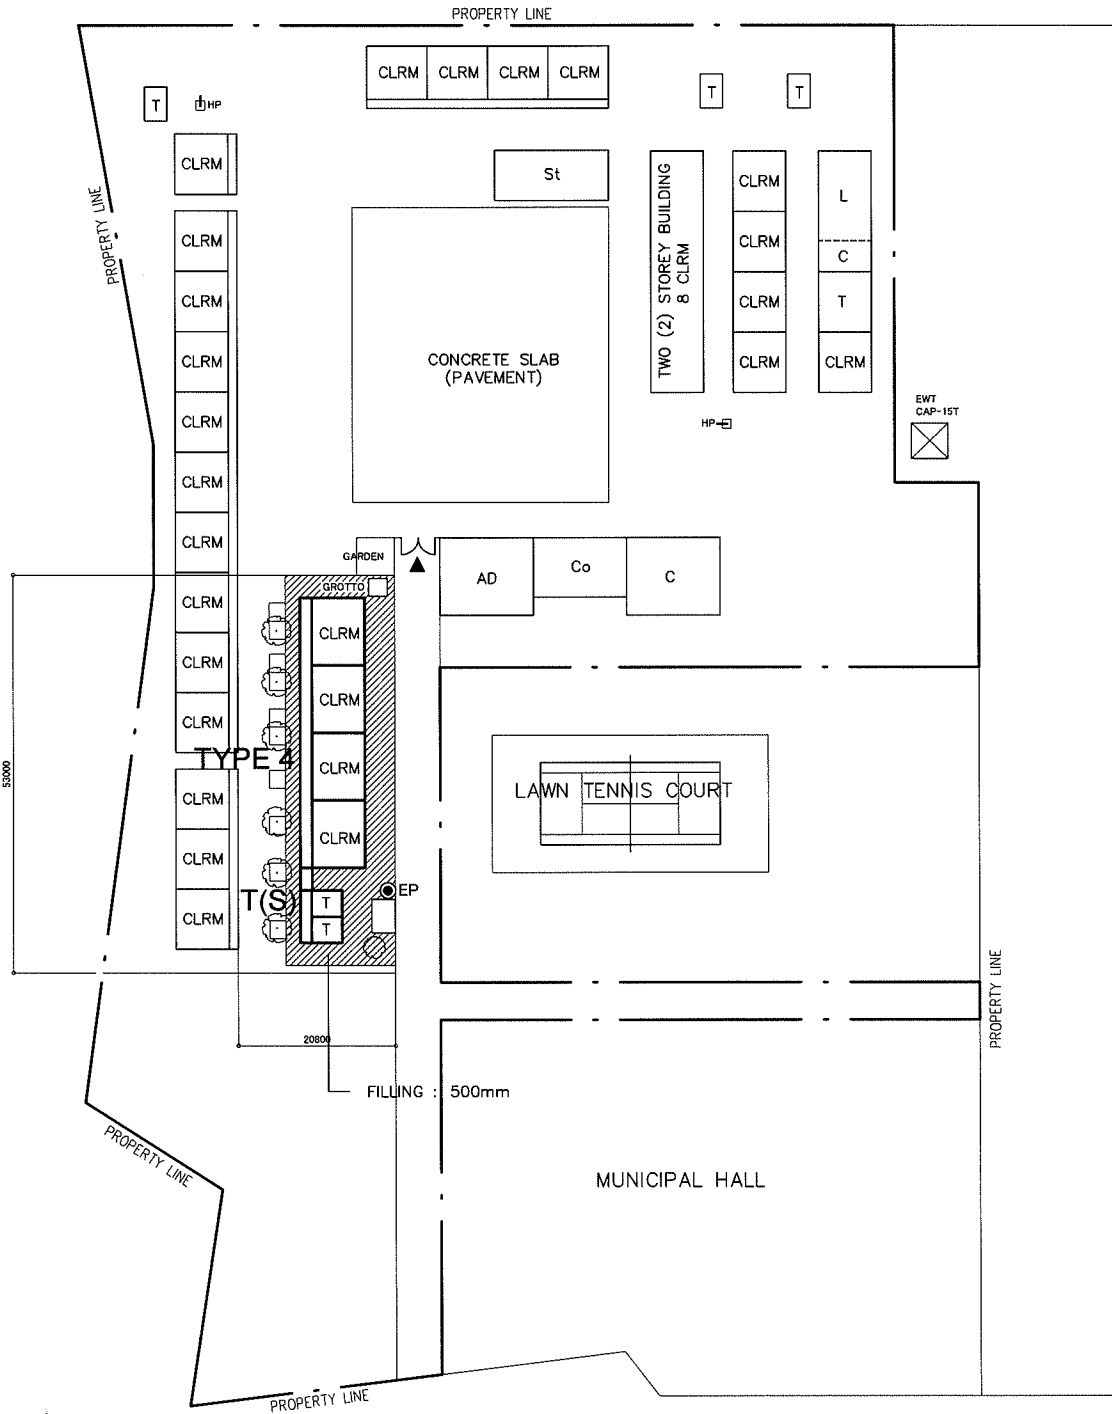 PROPERTY LINE
CLRM CLRM CLRM CLRM
T
HP
T
T
CLRM
St
TWO (2) STOREY BUILDING
8 CLRM
CLRM
CLRM
CLRM
CLRM
L
C
T
CLRM
PROPERTY LINE
CLRM
CLRM
CLRM
CLRM
CLRM
CLRM
CLRM
CLRM
CLRM
CONCRETE SLAB
(PAVEMENT)
EWT
CAP-15T
HP
GARDEN
GROTTO
AD
Co
C
CLRM
CLRM
CLRM
CLRM
TYPE 4
53000
LAWN TENNIS COURT
CLRM
CLRM
CLRM
T(S)
T
T
EP
PROPERTY LINE
20800
FILLING : 500mm
PROPERTY LINE
MUNICIPAL HALL
PROPERTY LINE